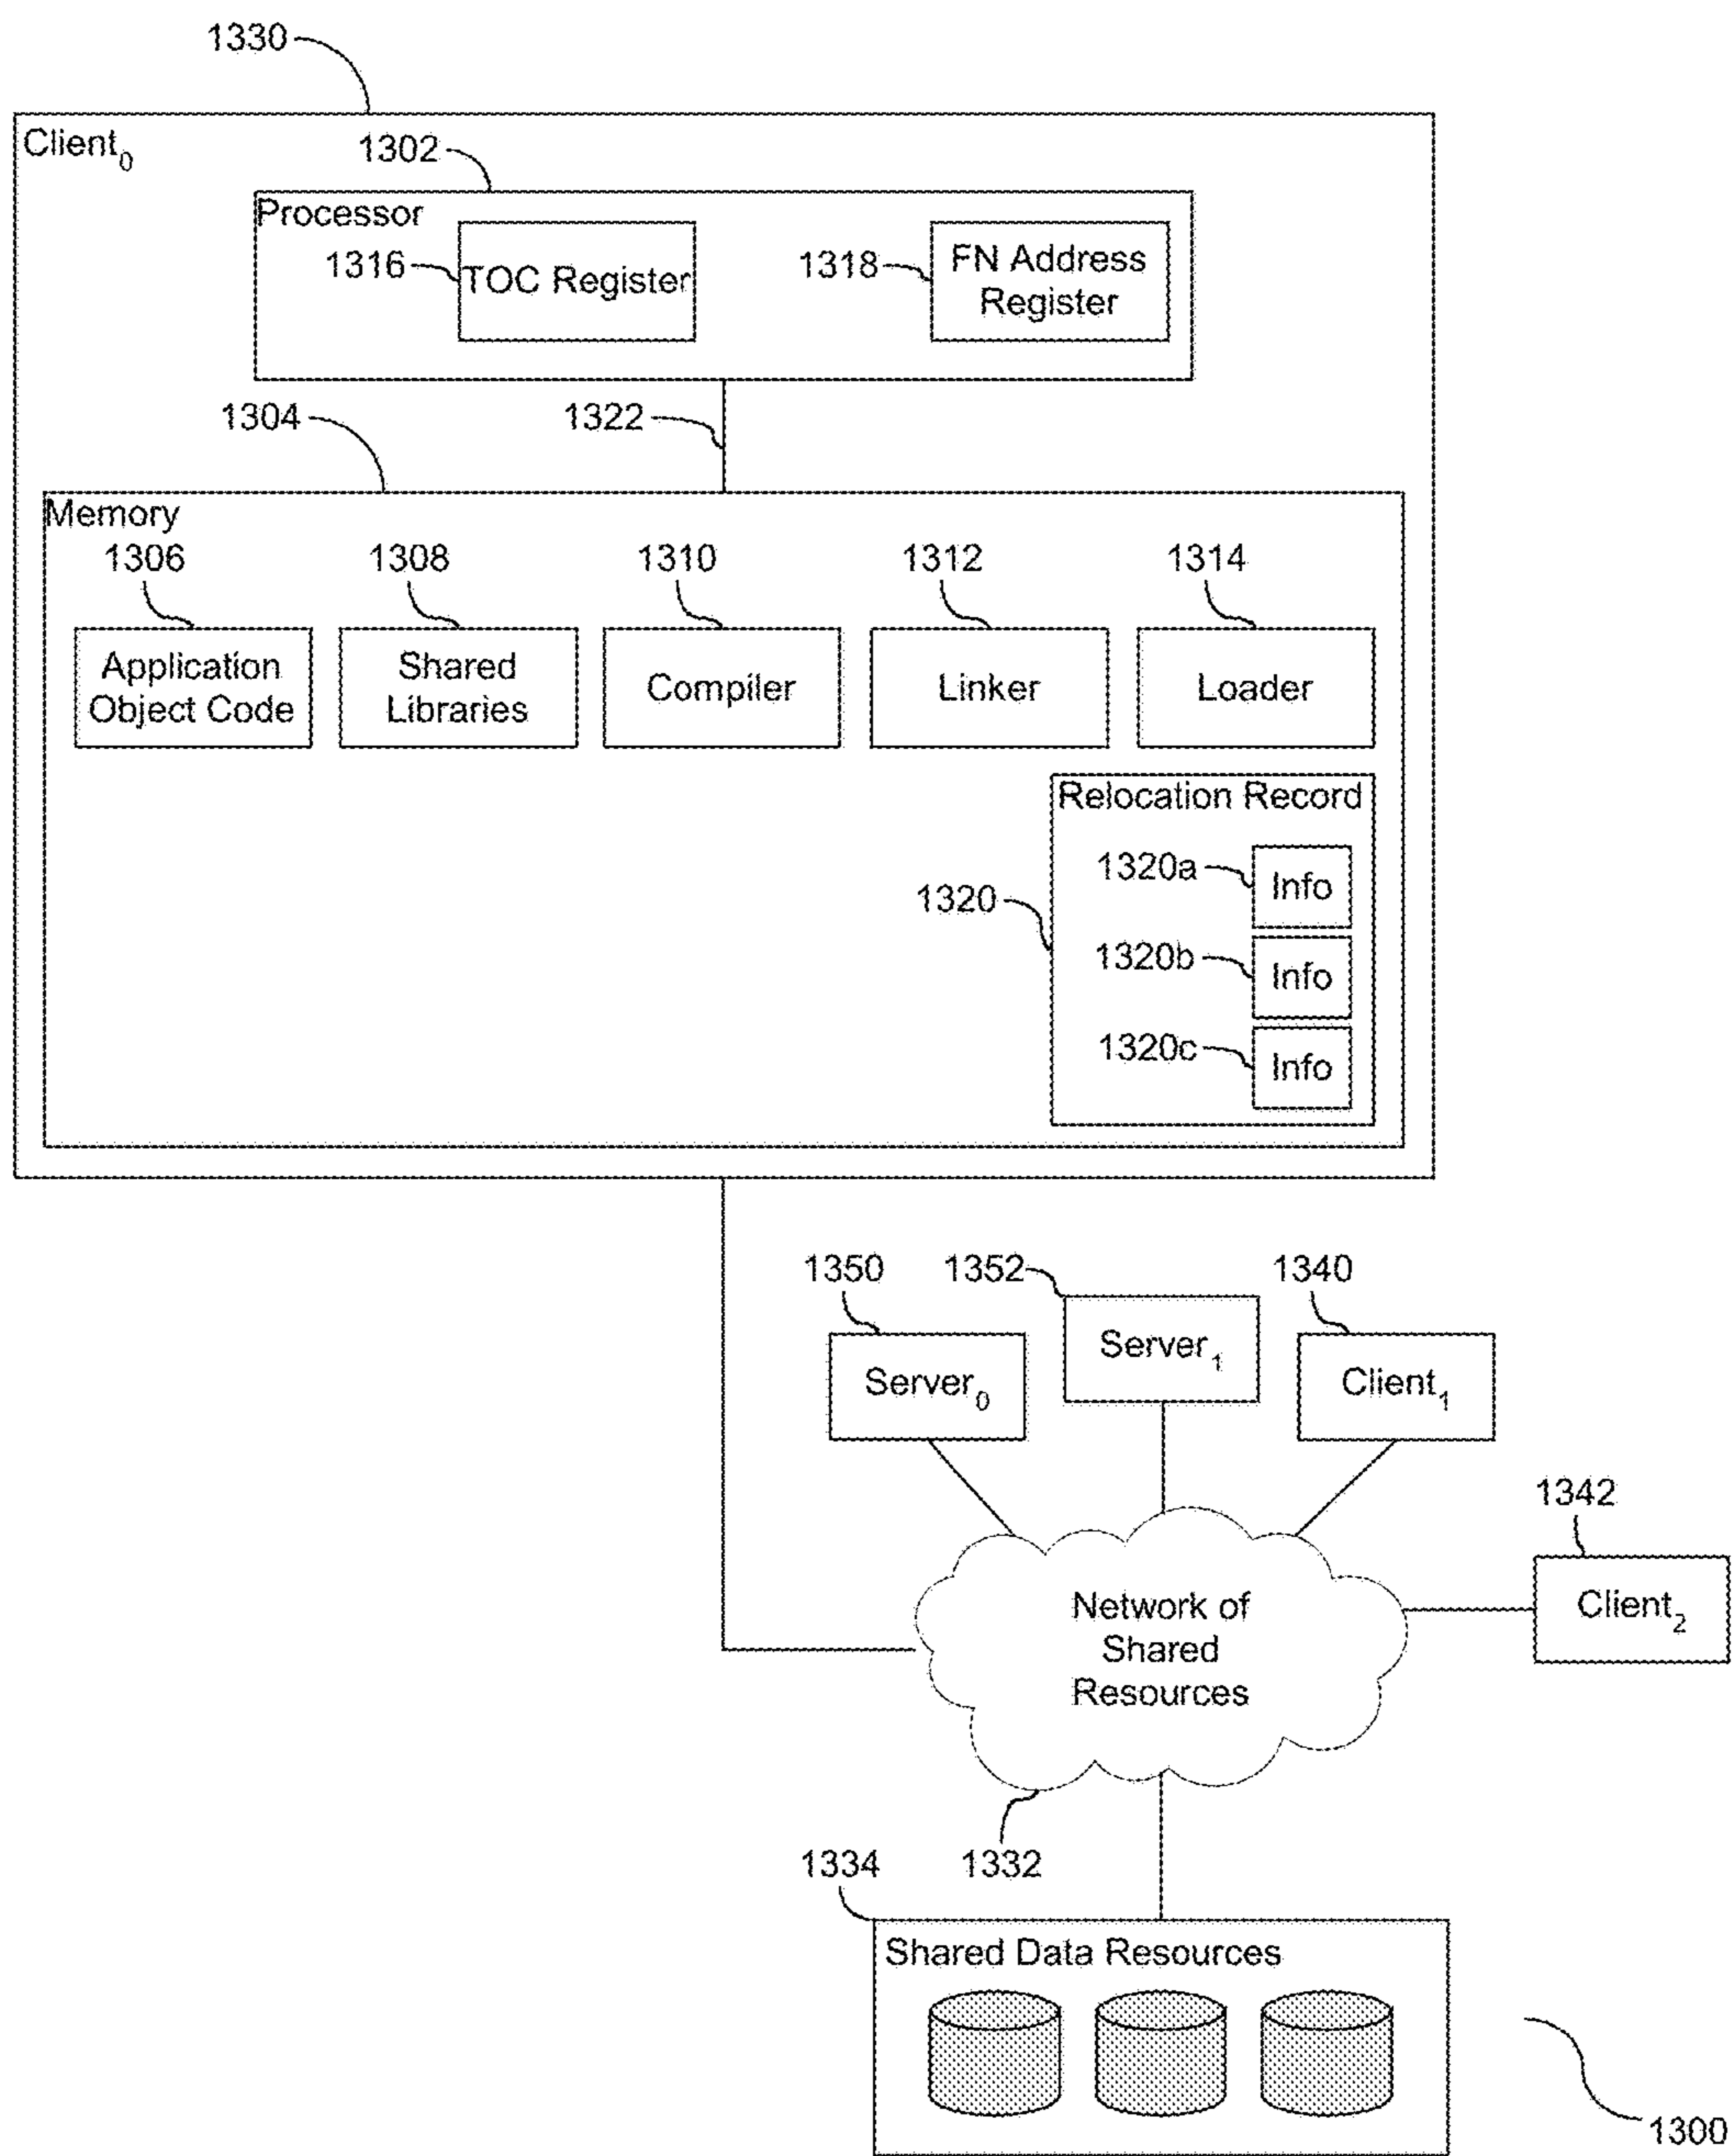 1330
Client0
1302
Processor
1316
TOC Register
1318
FN Address
Register
1304
1322
Memory
1306
1308
1310
1312
1314
Application
Object Code
Shared
Libraries
Compiler
Linker
Loader
Relocation Record
1320
1320a
Info
1320b
Info
1320c
Info
1350
1352
1340
Server0
Server1
Client1
1342
Client2
Network of
Shared
Resources
1332
1334
Shared Data Resources
1300